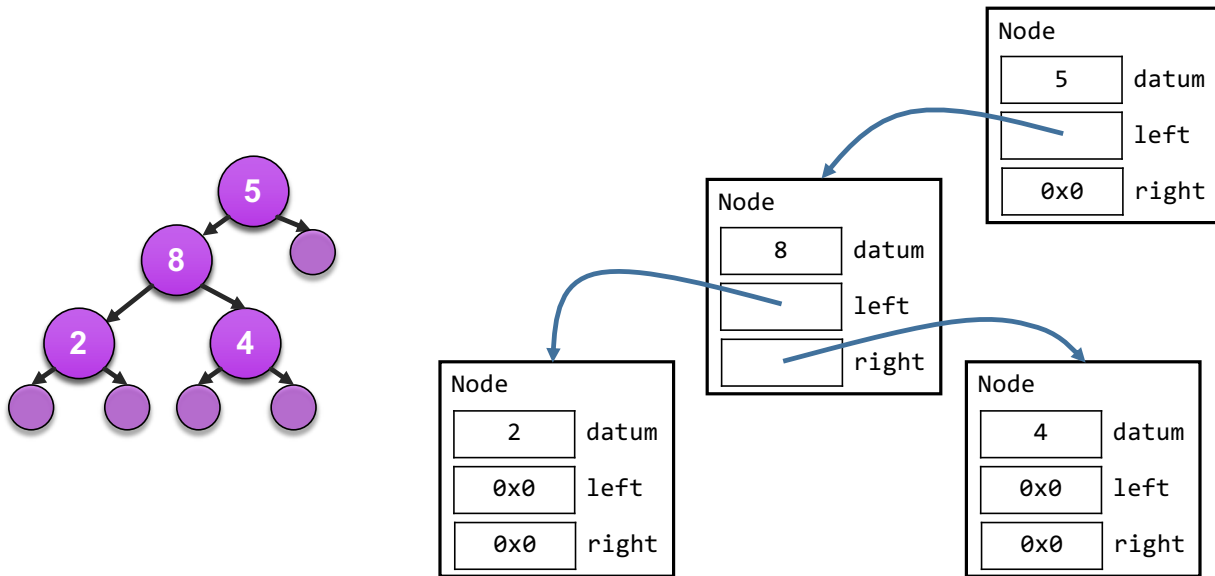 5
8
2
4
Node
5 datum
left
0x0 right
Node
8 datum
left
right
Node
2 datum
0x0 left
0x0 right
Node
4 datum
0x0 left
0x0 right